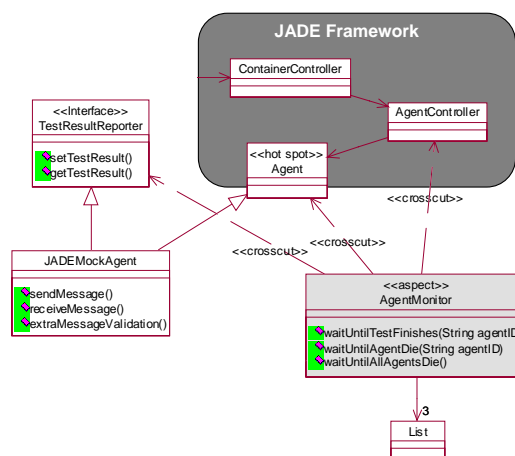 JADE Framework
ContainerController
AgentController
<<Interface>>
TestResultReporter
setTestResult()
getTestResult()
<<hot spot>>
Agent
<<crosscut>>
<<crosscut>>
<<crosscut>>
JADEMockAgent
sendMessage()
receiveMessage()
extraMessageValidation()
<<aspect>>
AgentMonitor
waitUntilTestFinishes(String agentID
waitUntilAgentDie(String agentID)
waitUntilAllAgentsDie()
3
List